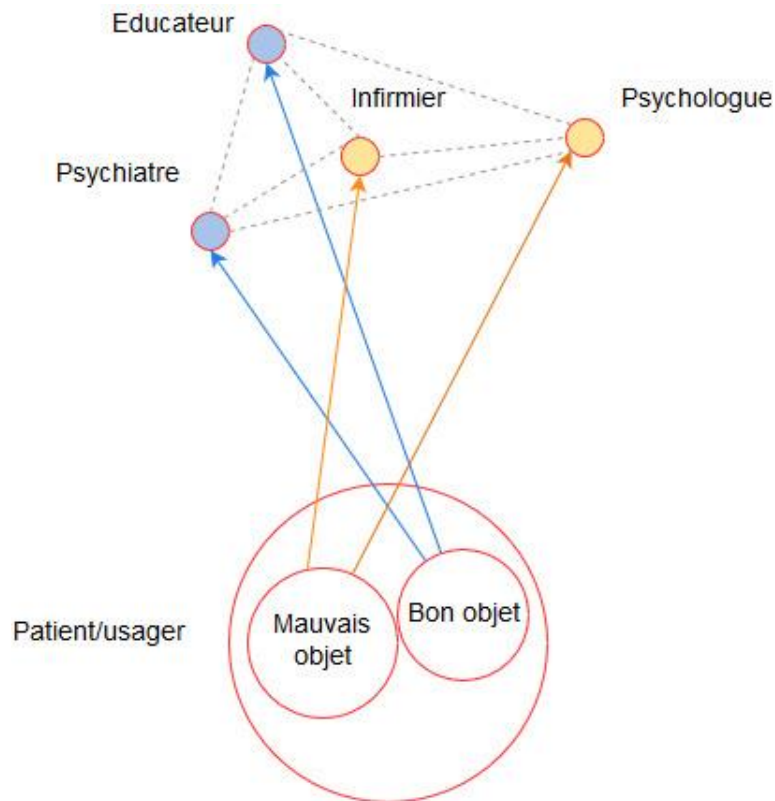 Educateur
Infirmier
Psychologue
Psychiatre
Patient/usager
Mauvais
objet
Bon objet